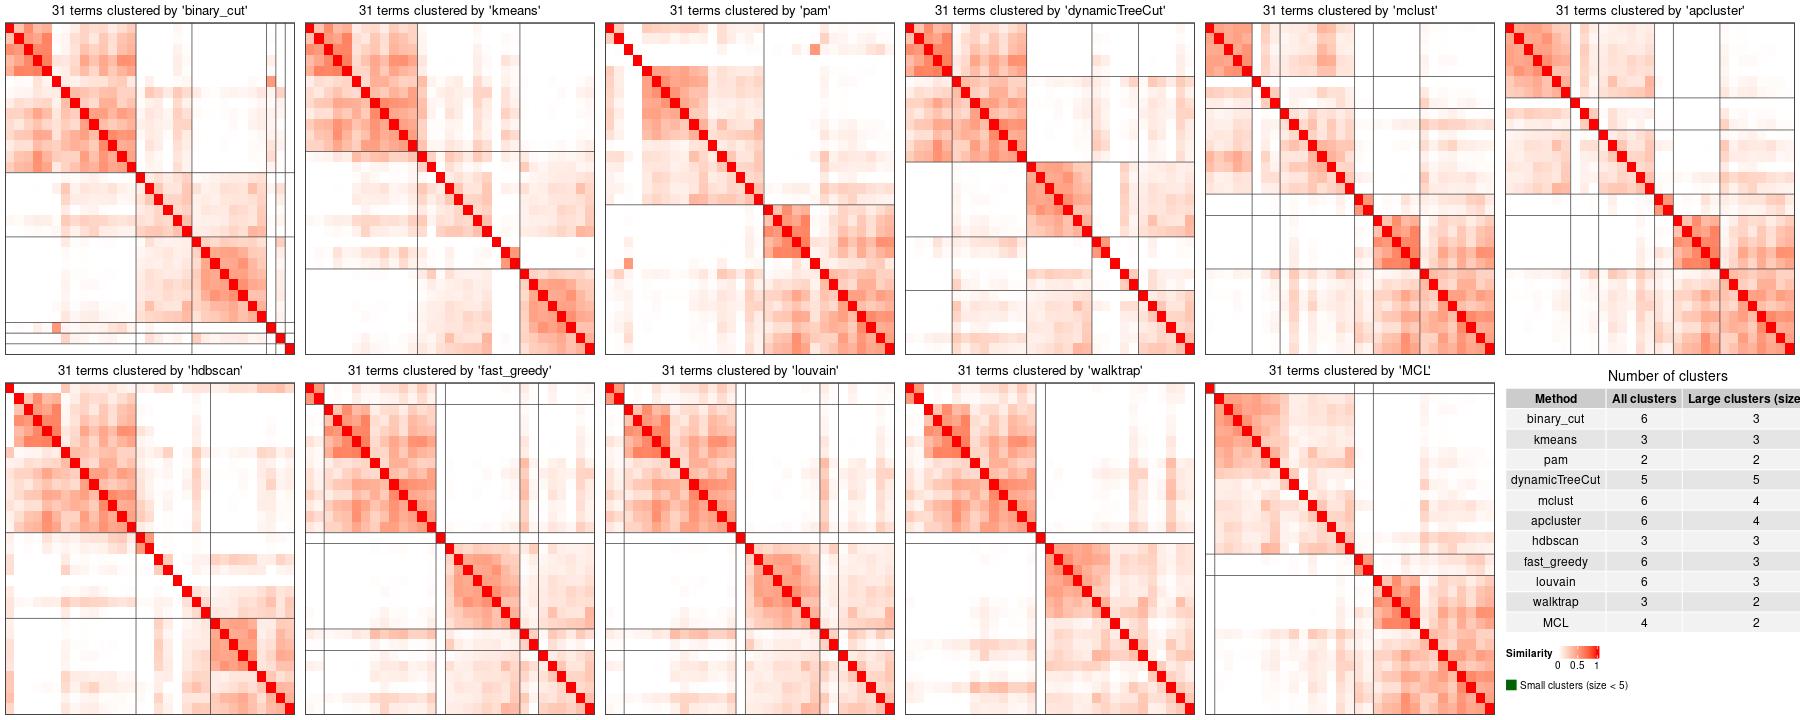 31 terms clustered by 'binary_cut'
31 terms clustered by 'kmeans'
31 terms clustered by 'pam'
31 terms clustered by 'dynamicTreeCut'
31 terms clustered by 'mclust'
31 terms clustered by 'apcluster'
31 terms clustered by 'hdbscan'
31 terms clustered by 'fast_greedy'
31 terms clustered by 'louvain'
31 terms clustered by 'walktrap'
31 terms clustered by 'MCL'
Number of clusters
Method All clusters Large clusters (size
binary_cut 6 3
kmeans 3 3
pam 2 2
dynamicTreeCut 5 5
mclust 6 4
apcluster 6 4
hdbscan 3 3
fast_greedy 6 3
louvain 6 3
walktrap 3 2
MCL 4 2
Similarity
0 0.5 1
Small clusters (size < 5)